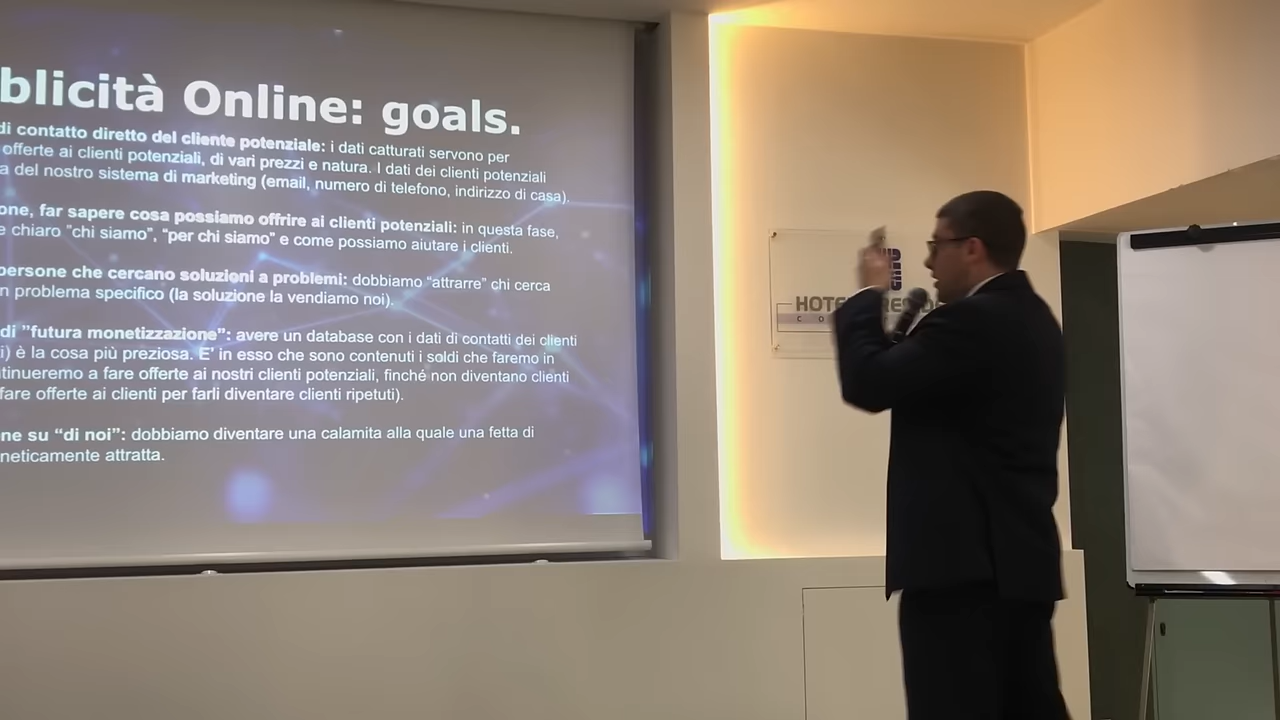 blicità Online: goals.
di contatto diretto del cliente potenziale: i dati catturati servono per
offerte ai clienti potenziali, di vari prezzi e natura. I dati dei clienti potenziali
a del nostro sistema di marketing (email, numero di telefono, indirizzo di casa).
one, far sapere cosa possiamo offrire ai clienti potenziali: in questa fase,
e chiaro "chi siamo", "per chi siamo" e come possiamo aiutare i clienti.
persone che cercano soluzioni a problemi: dobbiamo “attrarre” chi cerca
n problema specifico (la soluzione la vendiamo noi).
di ”futura monetizzazione”: avere un database con i dati di contatti dei clienti
i) è la cosa più preziosa. E’ in esso che sono contenuti i soldi che faremo in
tinueremo a fare offerte ai nostri clienti potenziali, finché non diventano clienti
fare offerte ai clienti per farli diventare clienti ripetuti).
ne su “di noi”: dobbiamo diventare una calamita alla quale una fetta di
neticamente attratta.
HOTE RESID
C O